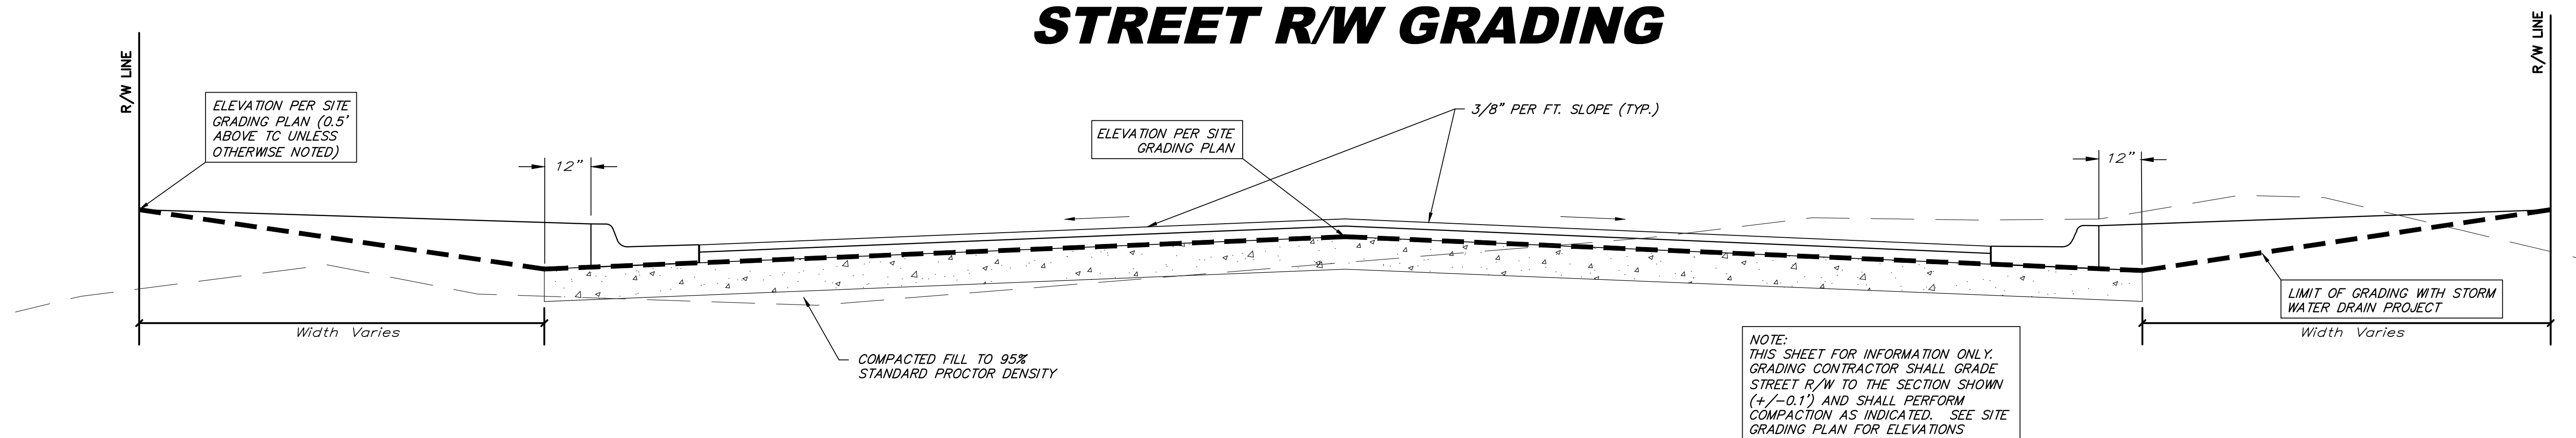 STREET R/W GRADING
R/W LINE
R/W LINE
ELEVATION PER SITE
GRADING PLAN (0.5'
ABOVE TC UNLESS
OTHERWISE NOTED)
12"
ELEVATION PER SITE
GRADING PLAN
3/8" PER FT. SLOPE (TYP.)
12"
LIMIT OF GRADING WITH STORM
WATER DRAIN PROJECT
Width Varies
Width Varies
COMPACTED FILL TO 95%
STANDARD PROCTOR DENSITY
NOTE:
THIS SHEET FOR INFORMATION ONLY.
GRADING CONTRACTOR SHALL GRADE
STREET R/W TO THE SECTION SHOWN
(+/-0.1') AND SHALL PERFORM
COMPACTION AS INDICATED. SEE SITE
GRADING PLAN FOR ELEVATIONS